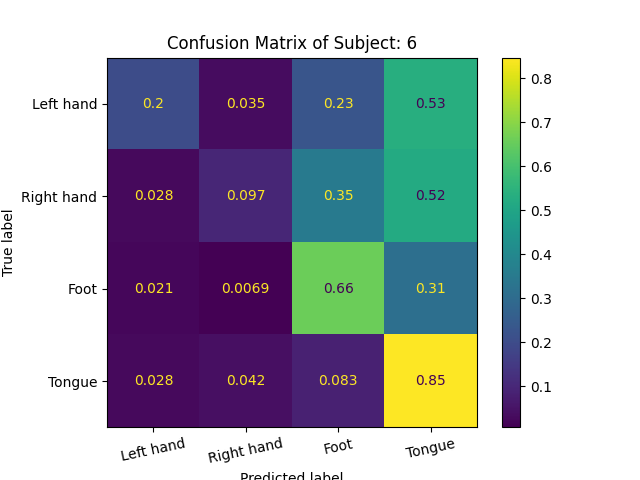 Confusion Matrix of Subject: 6
True label
Left hand 0.2 0.035 0.23 0.53
Right hand 0.028 0.097 0.35 0.52
Foot 0.021 0.0069 0.66 0.31
Tongue 0.028 0.042 0.083 0.85
Left hand Right hand Foot Tongue
Predicted label
0.8
0.7
0.6
0.5
0.4
0.3
0.2
0.1